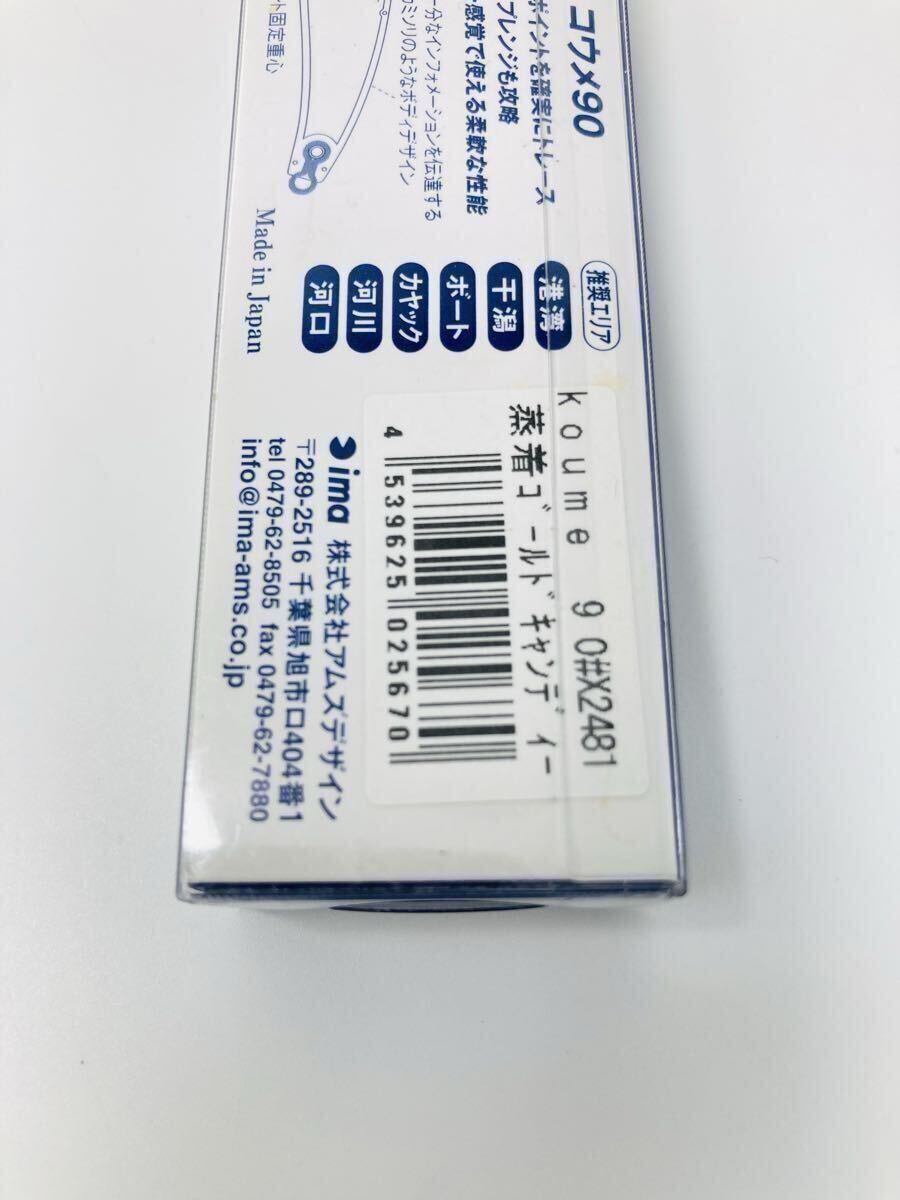 コウメ90
ポイントを確実にトレース
プレンジも攻略
感覚で使える柔軟な性能
分なインフォメーションを伝達する
カミソリのようなボディデザイン
ト固定重心
Made in Japan
推奨エリア
港湾
干潟
ボート
カヤック
河川
河口
koume 90#X2481
蒸着ｺﾞｰﾙﾄﾞｷｬﾝﾃﾞｨｰ
4 539625 025670
ima 株式会社アムズデザイン
〒289-2516 千葉県旭市ロ404番1
tel 0479-62-8505 fax 0479-62-7880
info@ima-ams.co.jp